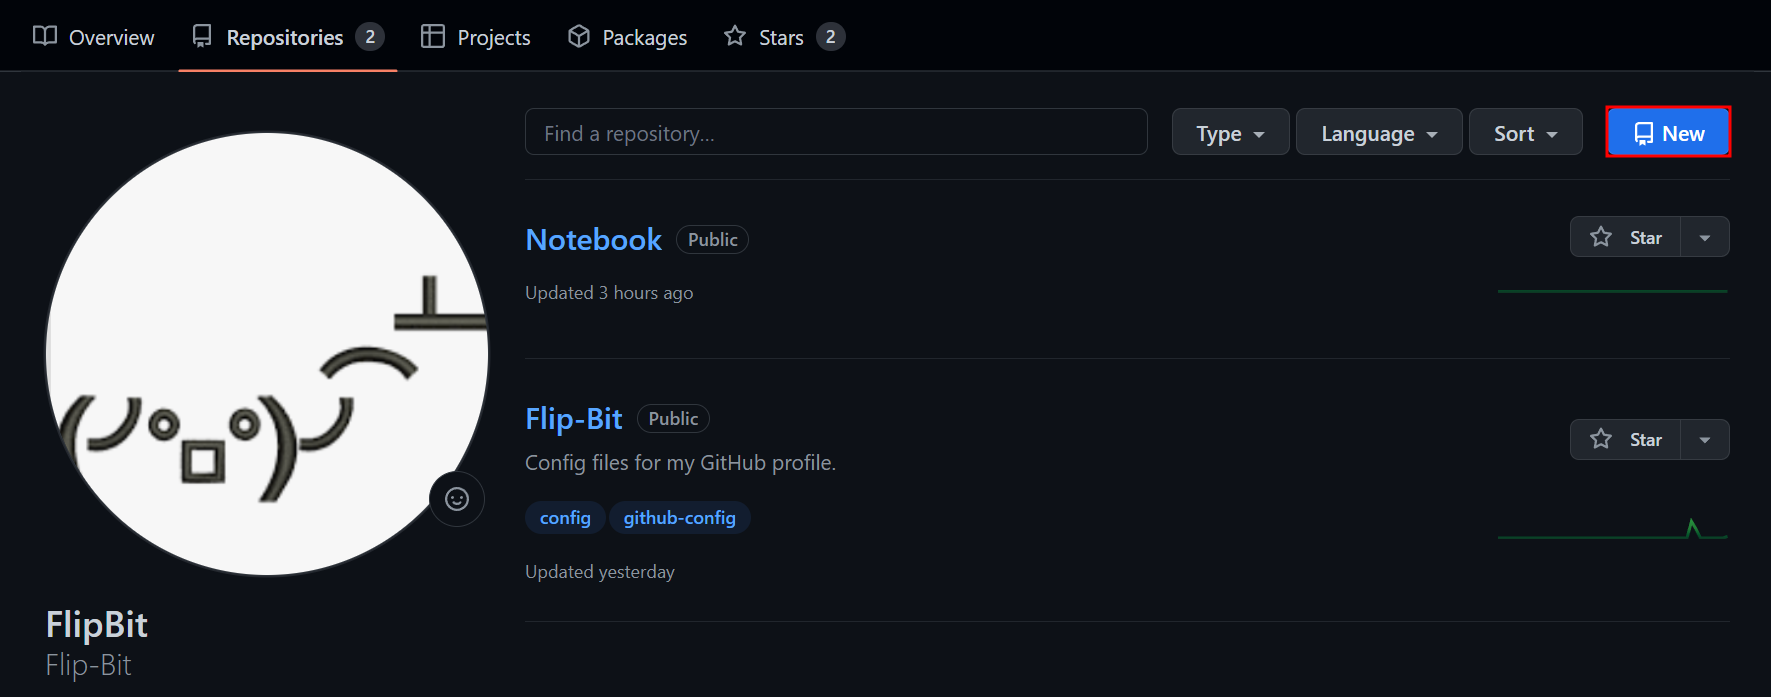 Overview Repositories 2 Projects Packages Stars 2
Find a repository... Type Language Sort New
Notebook Public Star
Updated 3 hours ago
Flip-Bit Public Star
Config files for my GitHub profile.
config github-config
Updated yesterday
(ノ°□°)ノ⌒┴
FlipBit
Flip-Bit